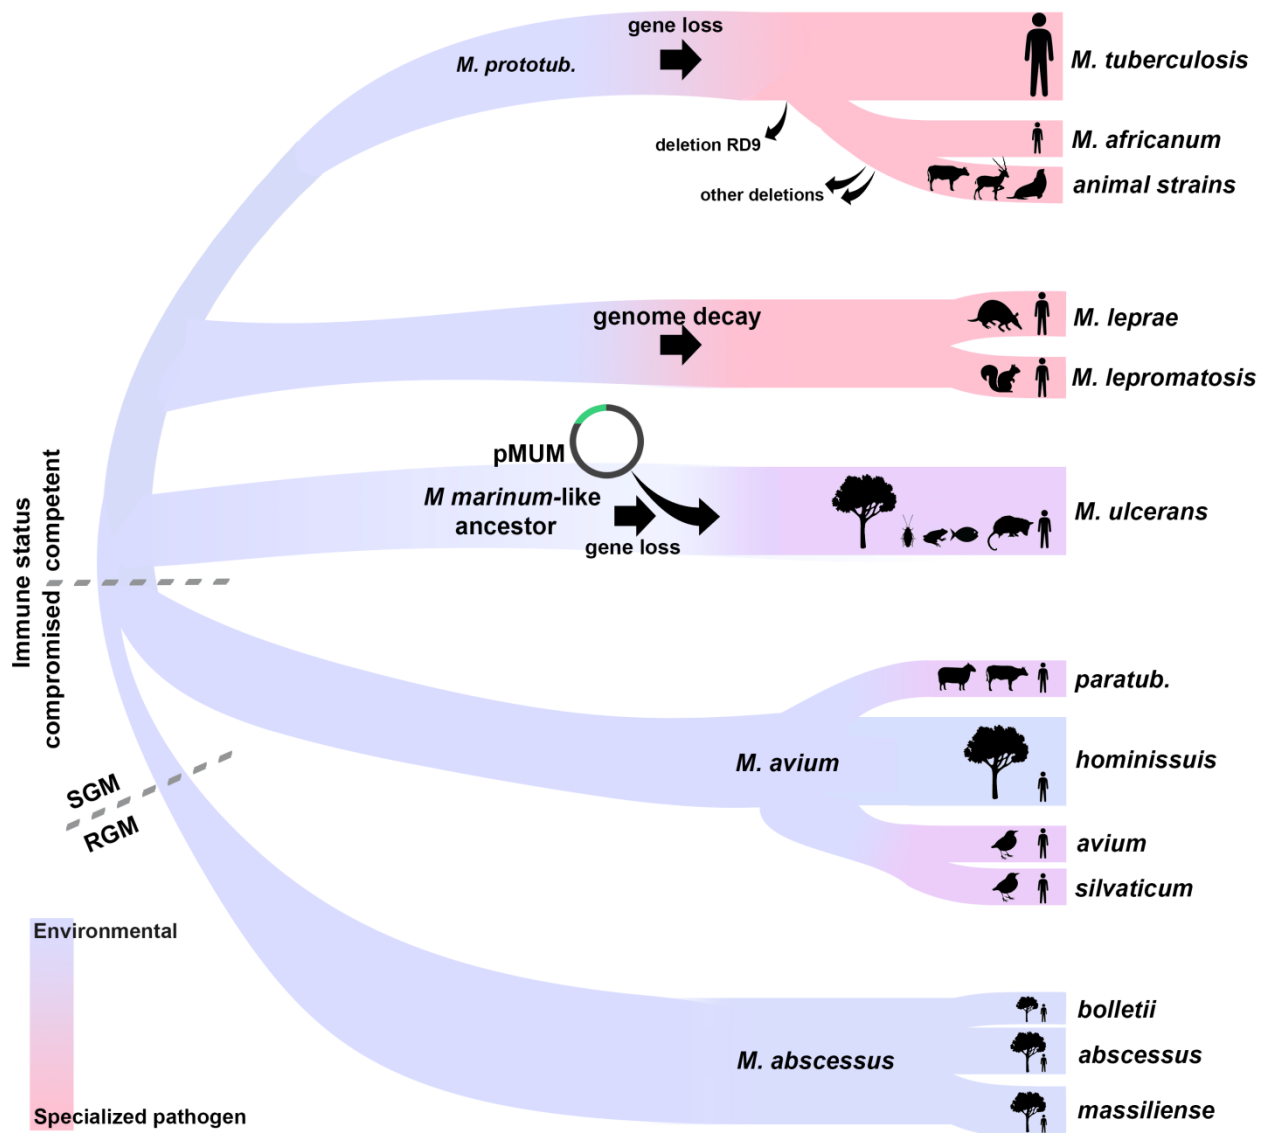 gene loss
M. prototub.
M. tuberculosis
deletion RD9
M. africanum
other deletions
animal strains
genome decay
M. leprae
M. lepromatosis
pMUM
M marinum-like
ancestor
gene loss
M. ulcerans
Immune status
compromised competent
paratub.
M. avium
hominissuis
SGM
RGM
avium
silvaticum
Environmental
Specialized pathogen
bolletii
M. abscessus
abscessus
massiliense